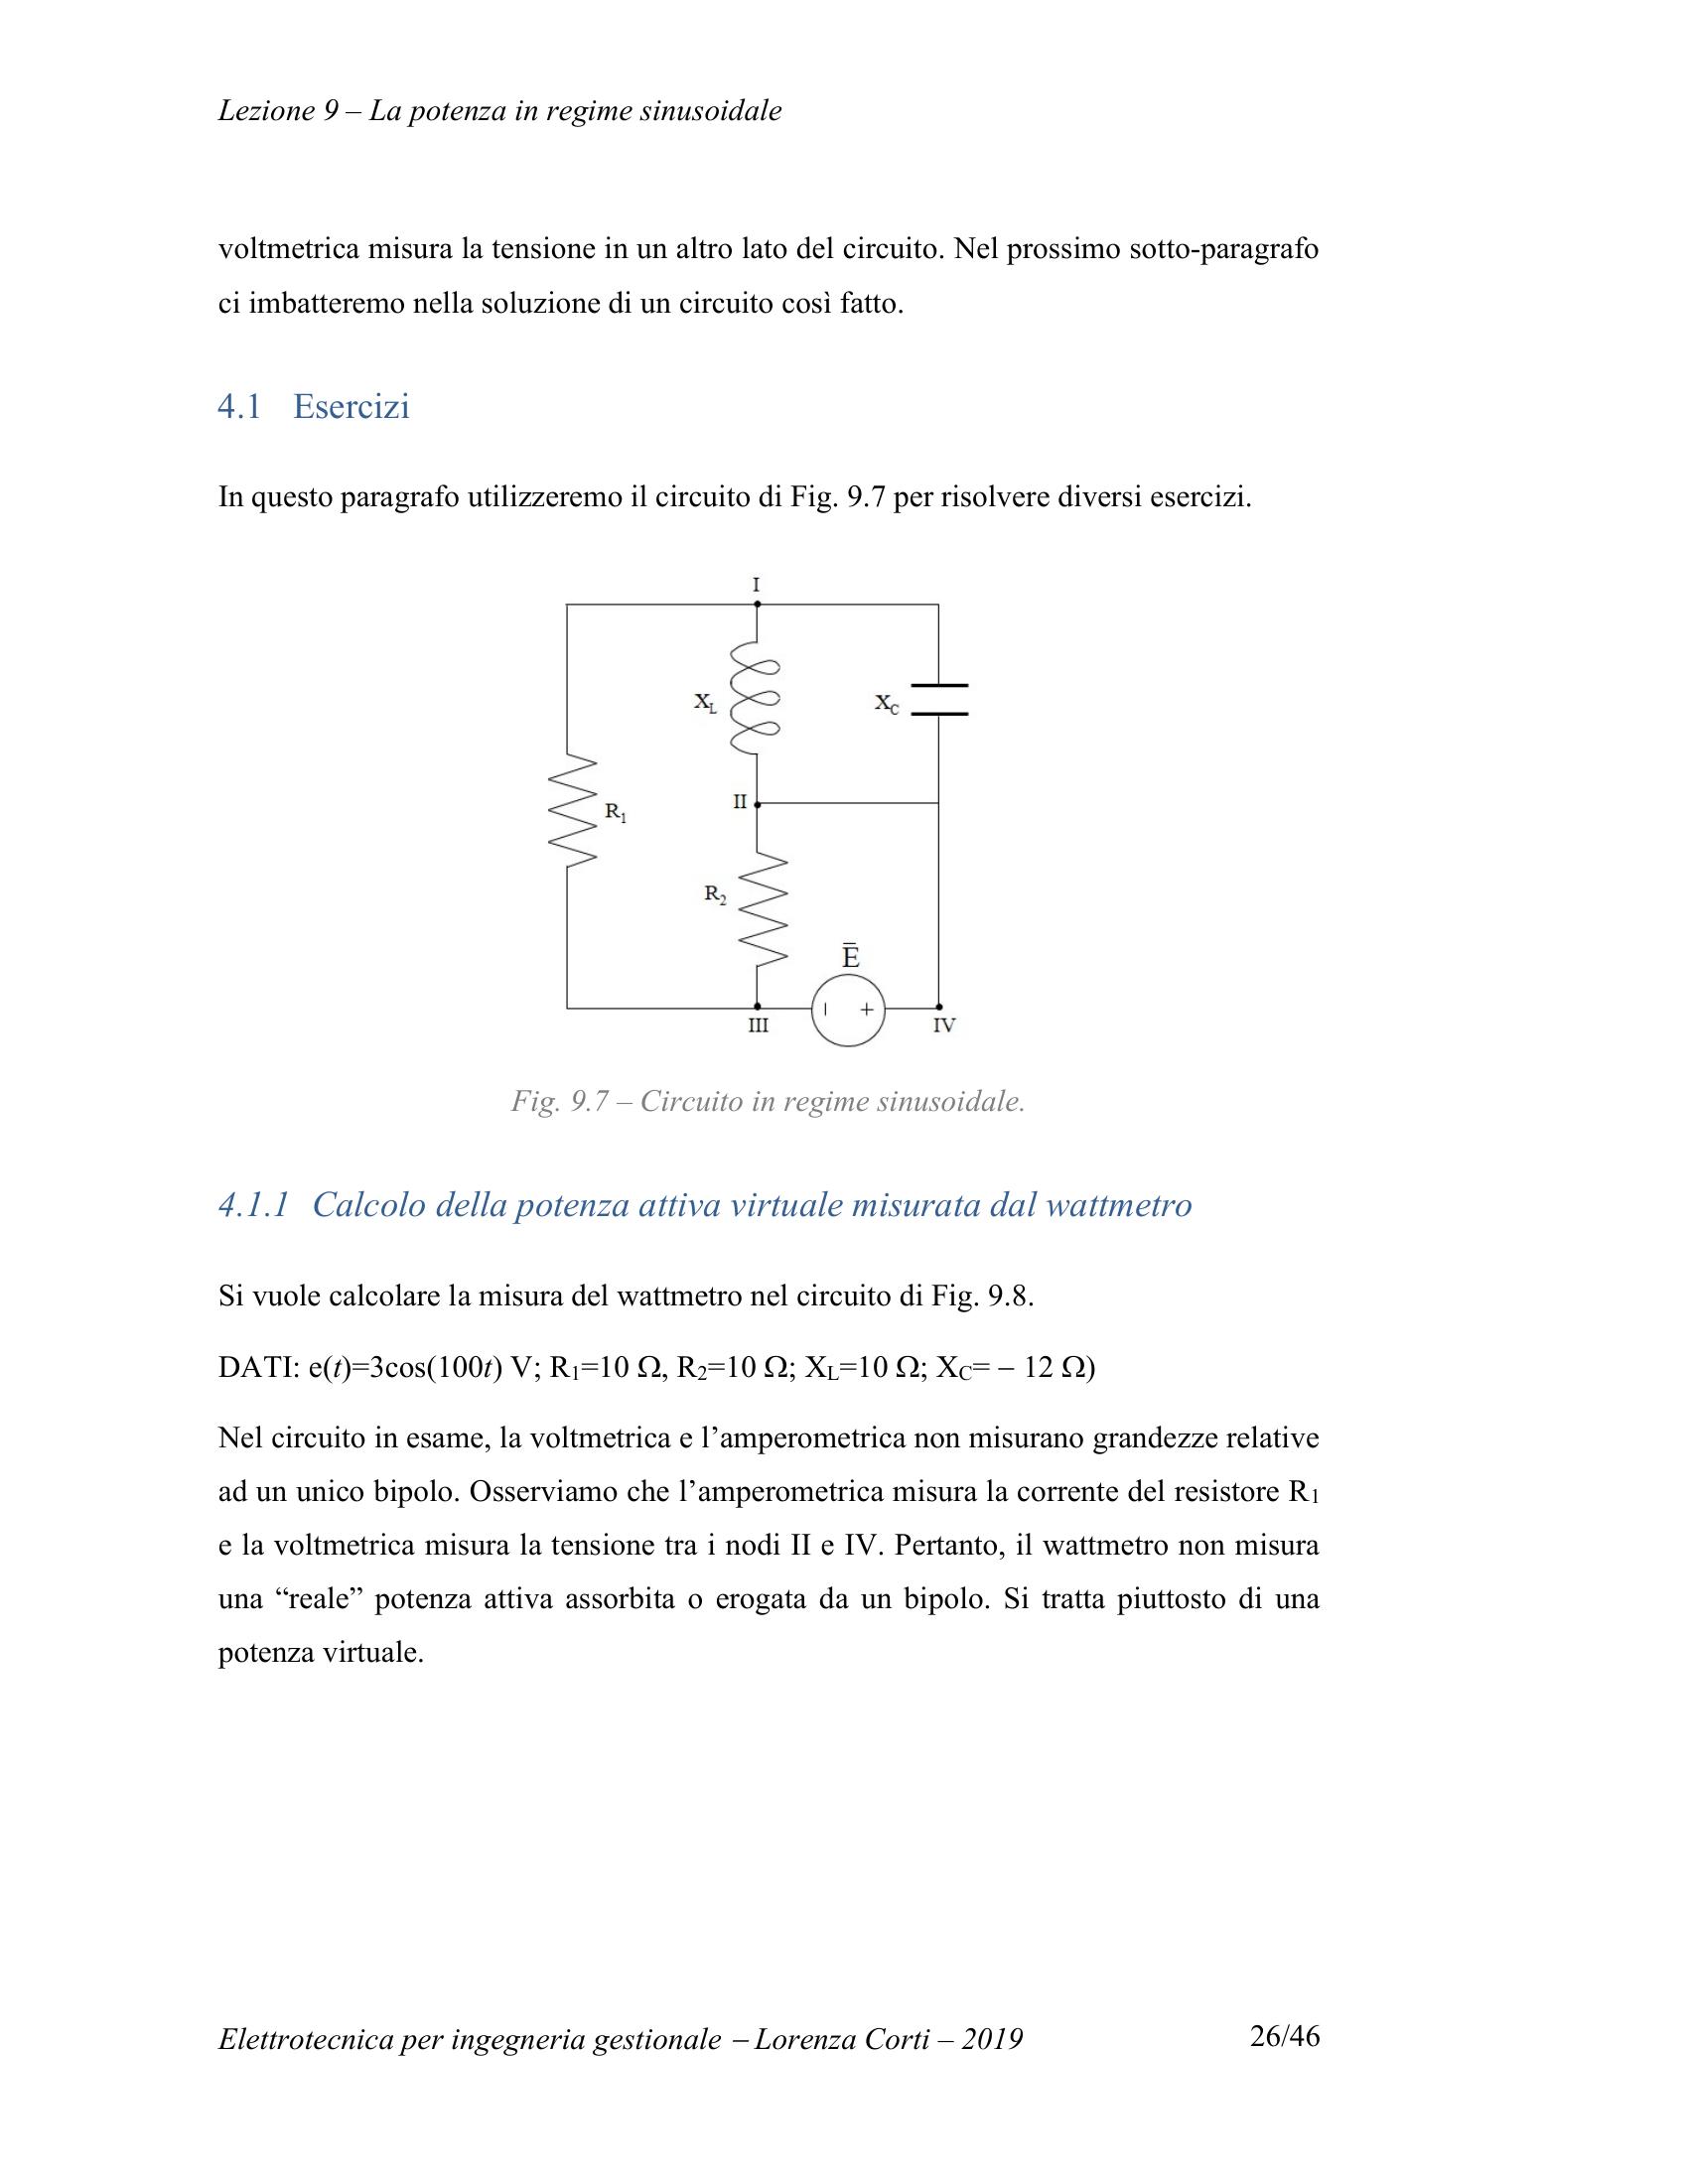 Lezione 9 – La potenza in regime sinusoidale
voltmetrica misura la tensione in un altro lato del circuito. Nel prossimo sotto-paragrafo
ci imbatteremo nella soluzione di un circuito così fatto.
4.1 Esercizi
In questo paragrafo utilizzeremo il circuito di Fig. 9.7 per risolvere diversi esercizi.
I
X_L
X_C
II
R_1
R_2
Ē
III
IV
Fig. 9.7 – Circuito in regime sinusoidale.
4.1.1 Calcolo della potenza attiva virtuale misurata dal wattmetro
Si vuole calcolare la misura del wattmetro nel circuito di Fig. 9.8.
DATI: e(t)=3cos(100t) V; R1=10 Ω, R2=10 Ω; XL=10 Ω; XC= – 12 Ω)
Nel circuito in esame, la voltmetrica e l’amperometrica non misurano grandezze relative
ad un unico bipolo. Osserviamo che l’amperometrica misura la corrente del resistore R1
e la voltmetrica misura la tensione tra i nodi II e IV. Pertanto, il wattmetro non misura
una “reale” potenza attiva assorbita o erogata da un bipolo. Si tratta piuttosto di una
potenza virtuale.
Elettrotecnica per ingegneria gestionale – Lorenza Corti – 2019 26/46